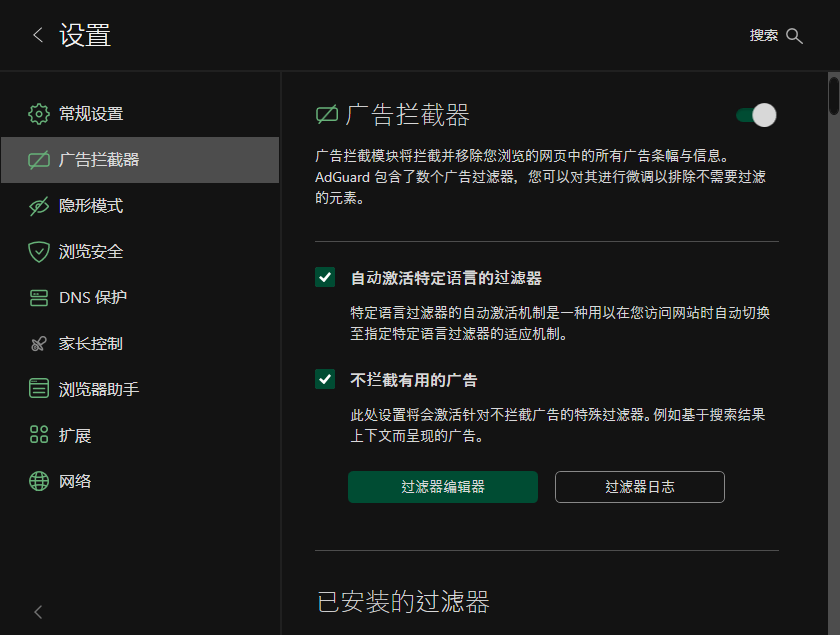 设置
搜索
常规设置
广告拦截器
隐形模式
浏览安全
DNS 保护
家长控制
浏览器助手
扩展
网络
广告拦截器
广告拦截模块将拦截并移除您浏览的网页中的所有广告条幅与信息。
AdGuard 包含了数个广告过滤器，您可以对其进行微调以排除不需要过滤
的元素。
自动激活特定语言的过滤器
特定语言过滤器的自动激活机制是一种用以在您访问网站时自动切换
至指定特定语言过滤器的适应机制。
不拦截有用的广告
此处设置将会激活针对不拦截广告的特殊过滤器。例如基于搜索结果
上下文而呈现的广告。
过滤器编辑器
过滤器日志
已安装的过滤器